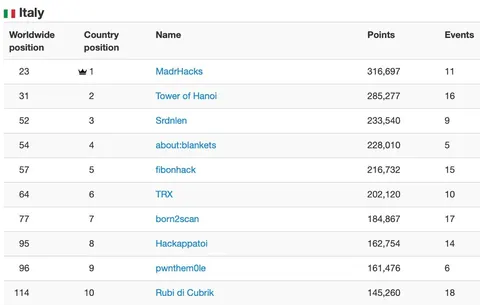 Italy
Worldwide position Country position Name Points Events
23 1 MadrHacks 316,697 11
31 2 Tower of Hanoi 285,277 16
52 3 Srdnlen 233,540 9
54 4 about:blankets 228,010 5
57 5 fibonhack 216,732 15
64 6 TRX 202,120 10
77 7 born2scan 184,867 17
95 8 Hackappatoi 162,754 14
96 9 pwnthem0le 161,476 6
114 10 Rubi di Cubrik 145,260 18